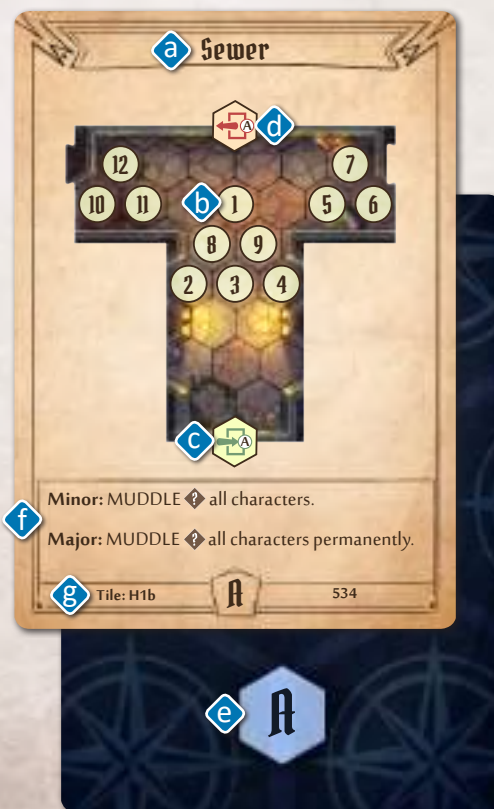 a Sewer
A d
12 7
10 11 b 1 5 6
8 9
2 3 4
c A
Minor: MUDDLE ? all characters.
f
Major: MUDDLE ? all characters permanently.
g Tile: H1b A 534
e A